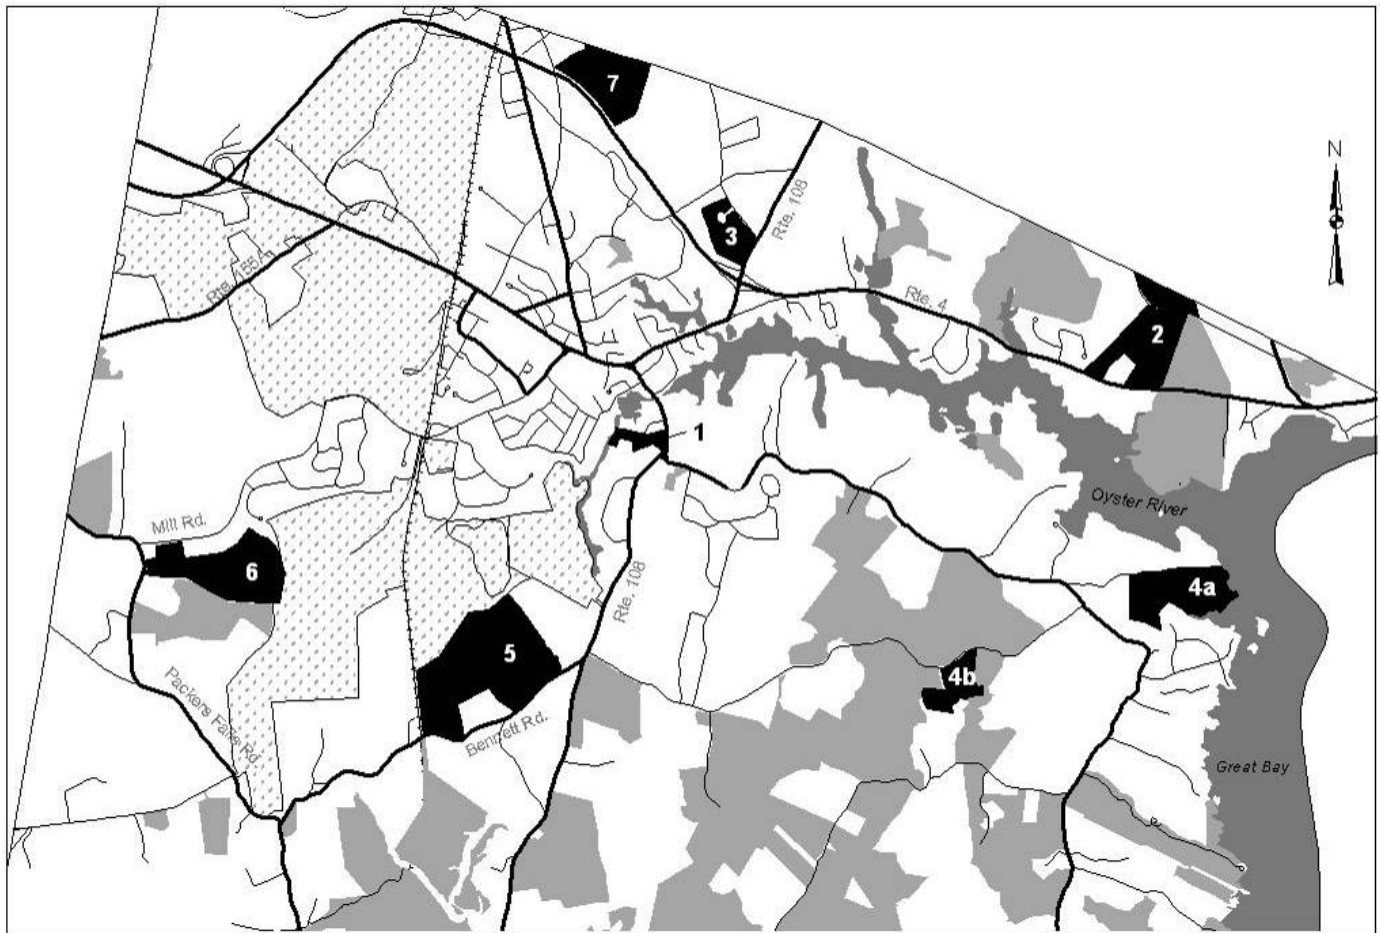 7
N
Rte. 108
3
Rte. 155A
Rte. 4
2
1
Oyster River
Mill Rd.
6
4a
Rte. 108
5
4b
Packers Falls Rd.
Bennett Rd.
Great Bay